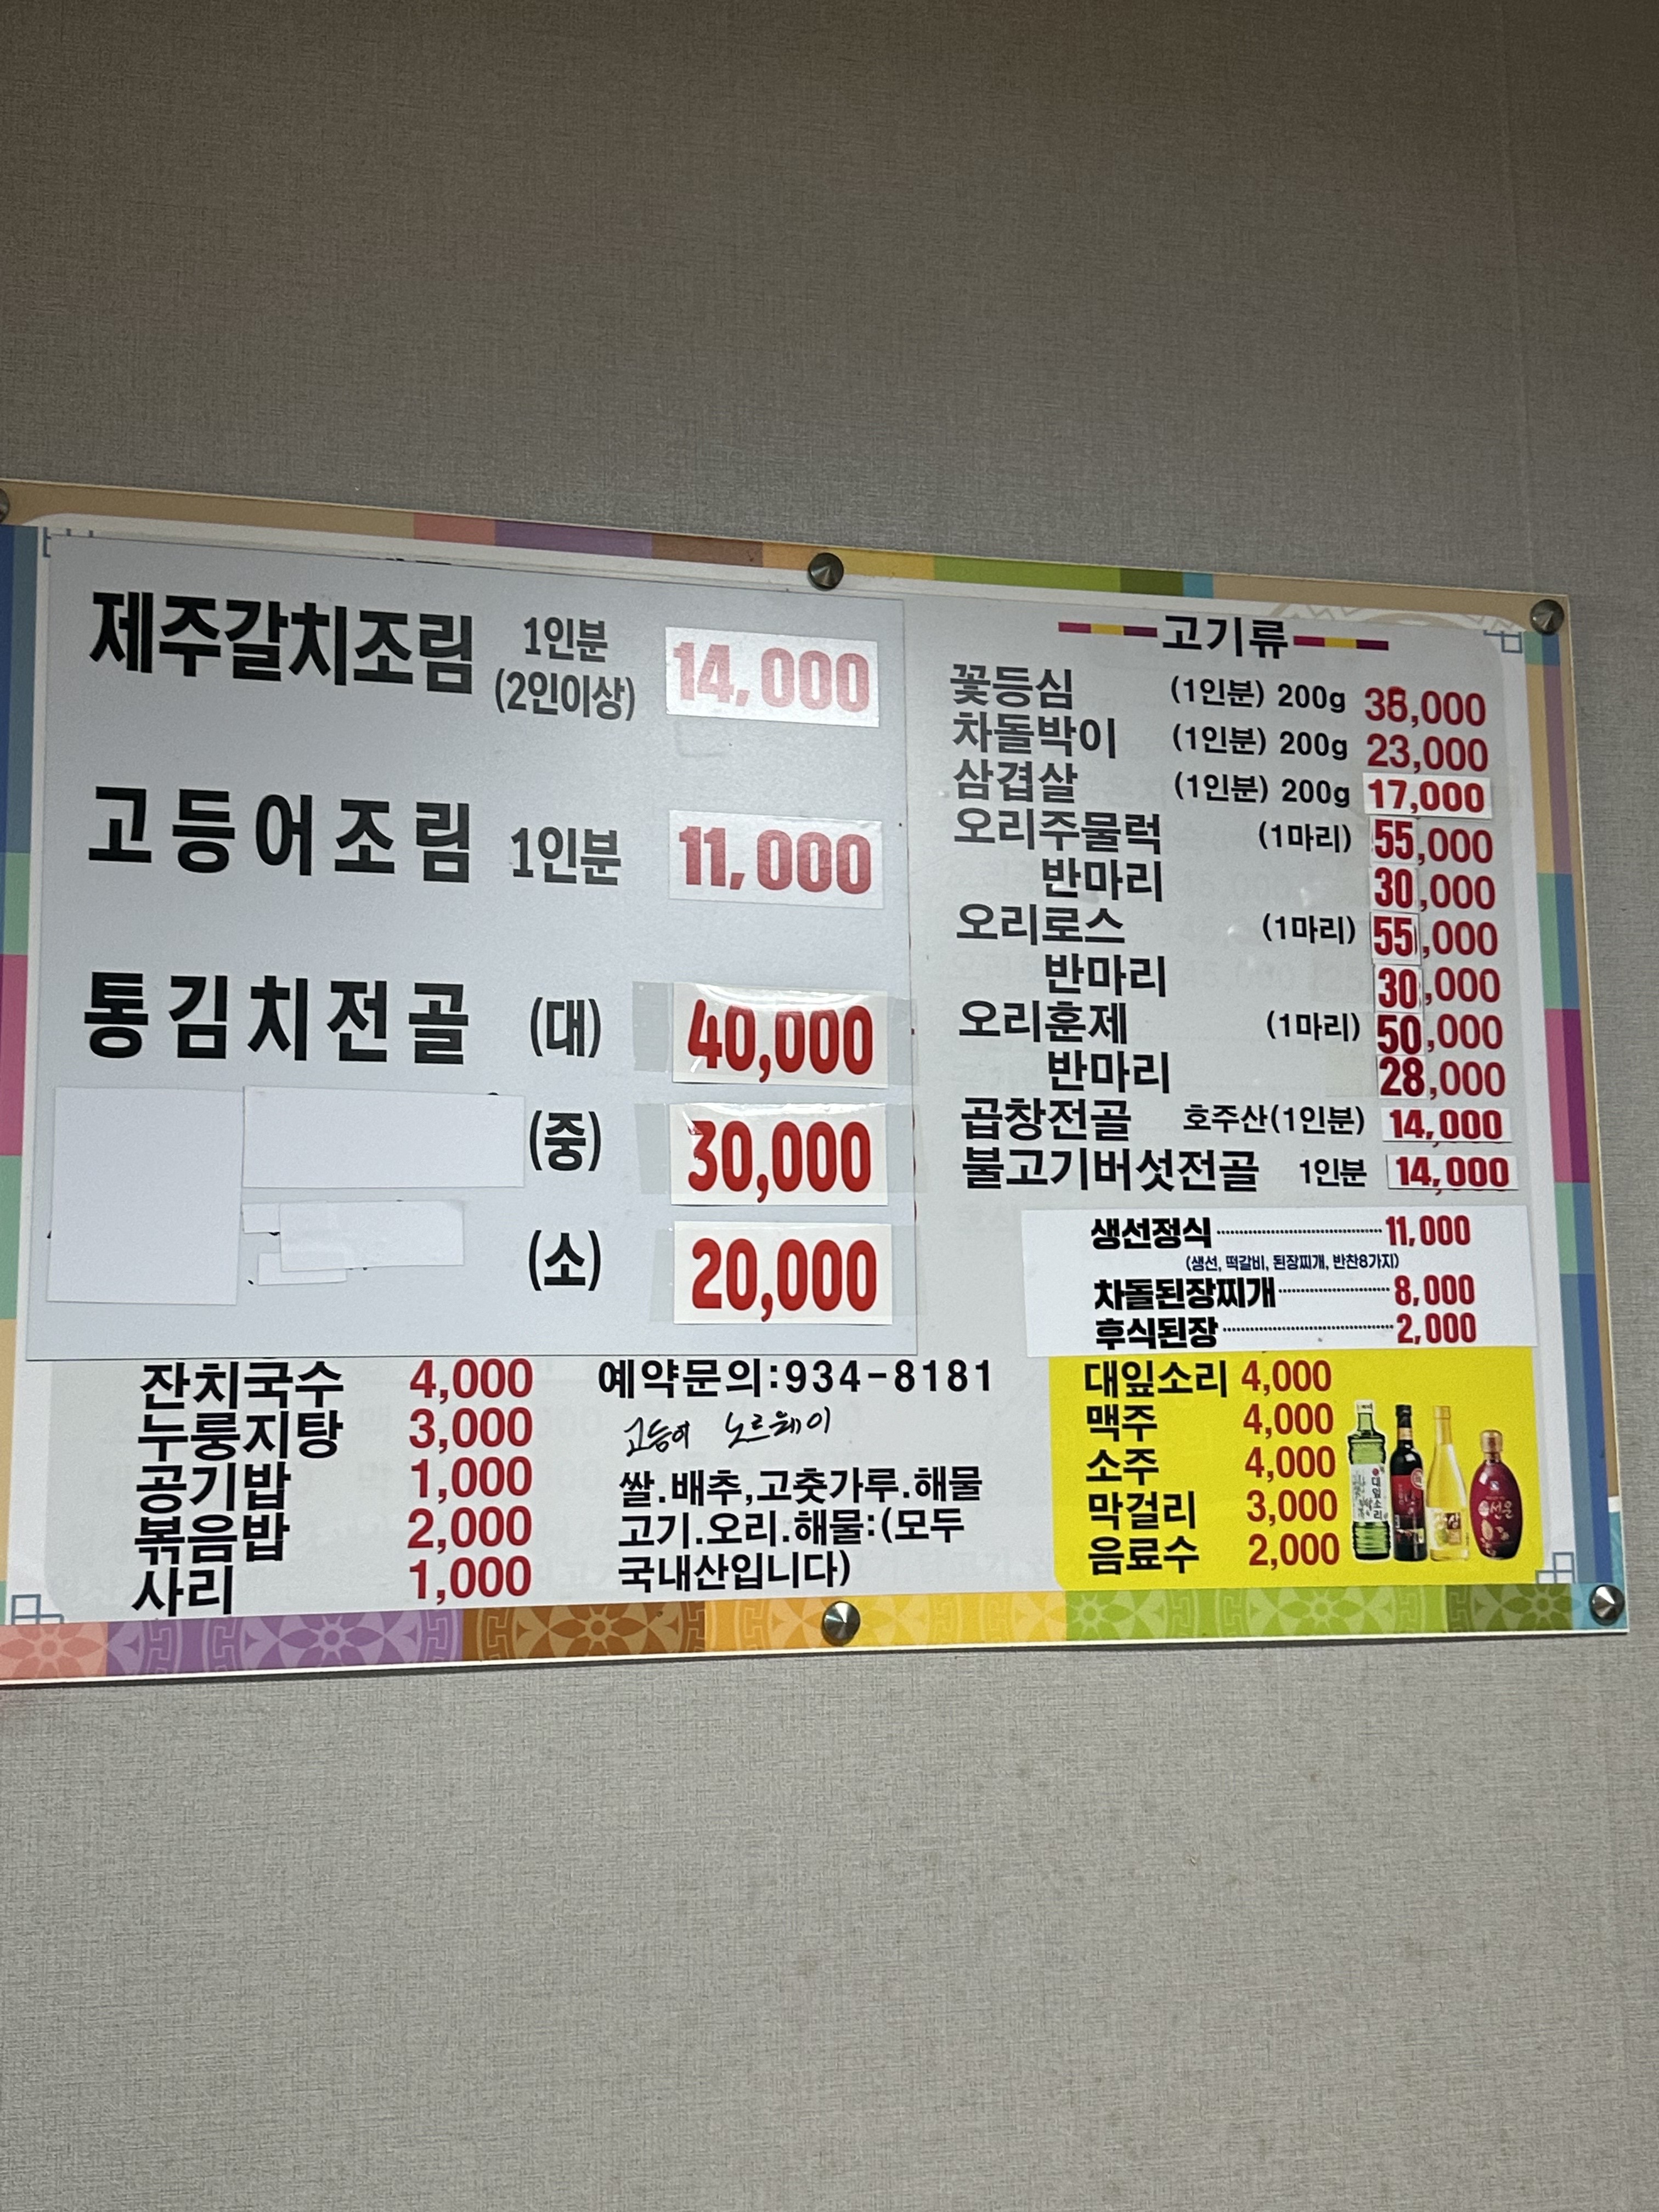 제주갈치조림 1인분 (2인이상) 14,000
고등어조림 1인분 11,000
통김치전골 (대) 40,000
(중) 30,000
(소) 20,000
고기류
꽃등심 (1인분) 200g
차돌박이 (1인분) 200g 23,000
삼겹살 (1인분) 200g 17,000
오리주물럭 (1마리) 55,000
반마리 30,000
오리로스 (1마리) 55,000
반마리 30,000
오리훈제 (1마리) 50,000
반마리 28,000
곱창전골 호주산(1인분) 14,000
불고기버섯전골 1인분 14,000
생선정식 11,000
(생선, 떡갈비, 된장찌개, 반찬8가지)
차돌된장찌개 8,000
후식된장 2,000
잔치국수 4,000
누룽지탕 3,000
공기밥 1,000
볶음밥 2,000
사리 1,000
예약문의:934-8181
고등어 노르웨이
쌀.배추,고춧가루.해물
고기.오리.해물:(모두
국내산입니다)
대잎소리 4,000
맥주 4,000
소주 4,000
막걸리 3,000
음료수 2,000